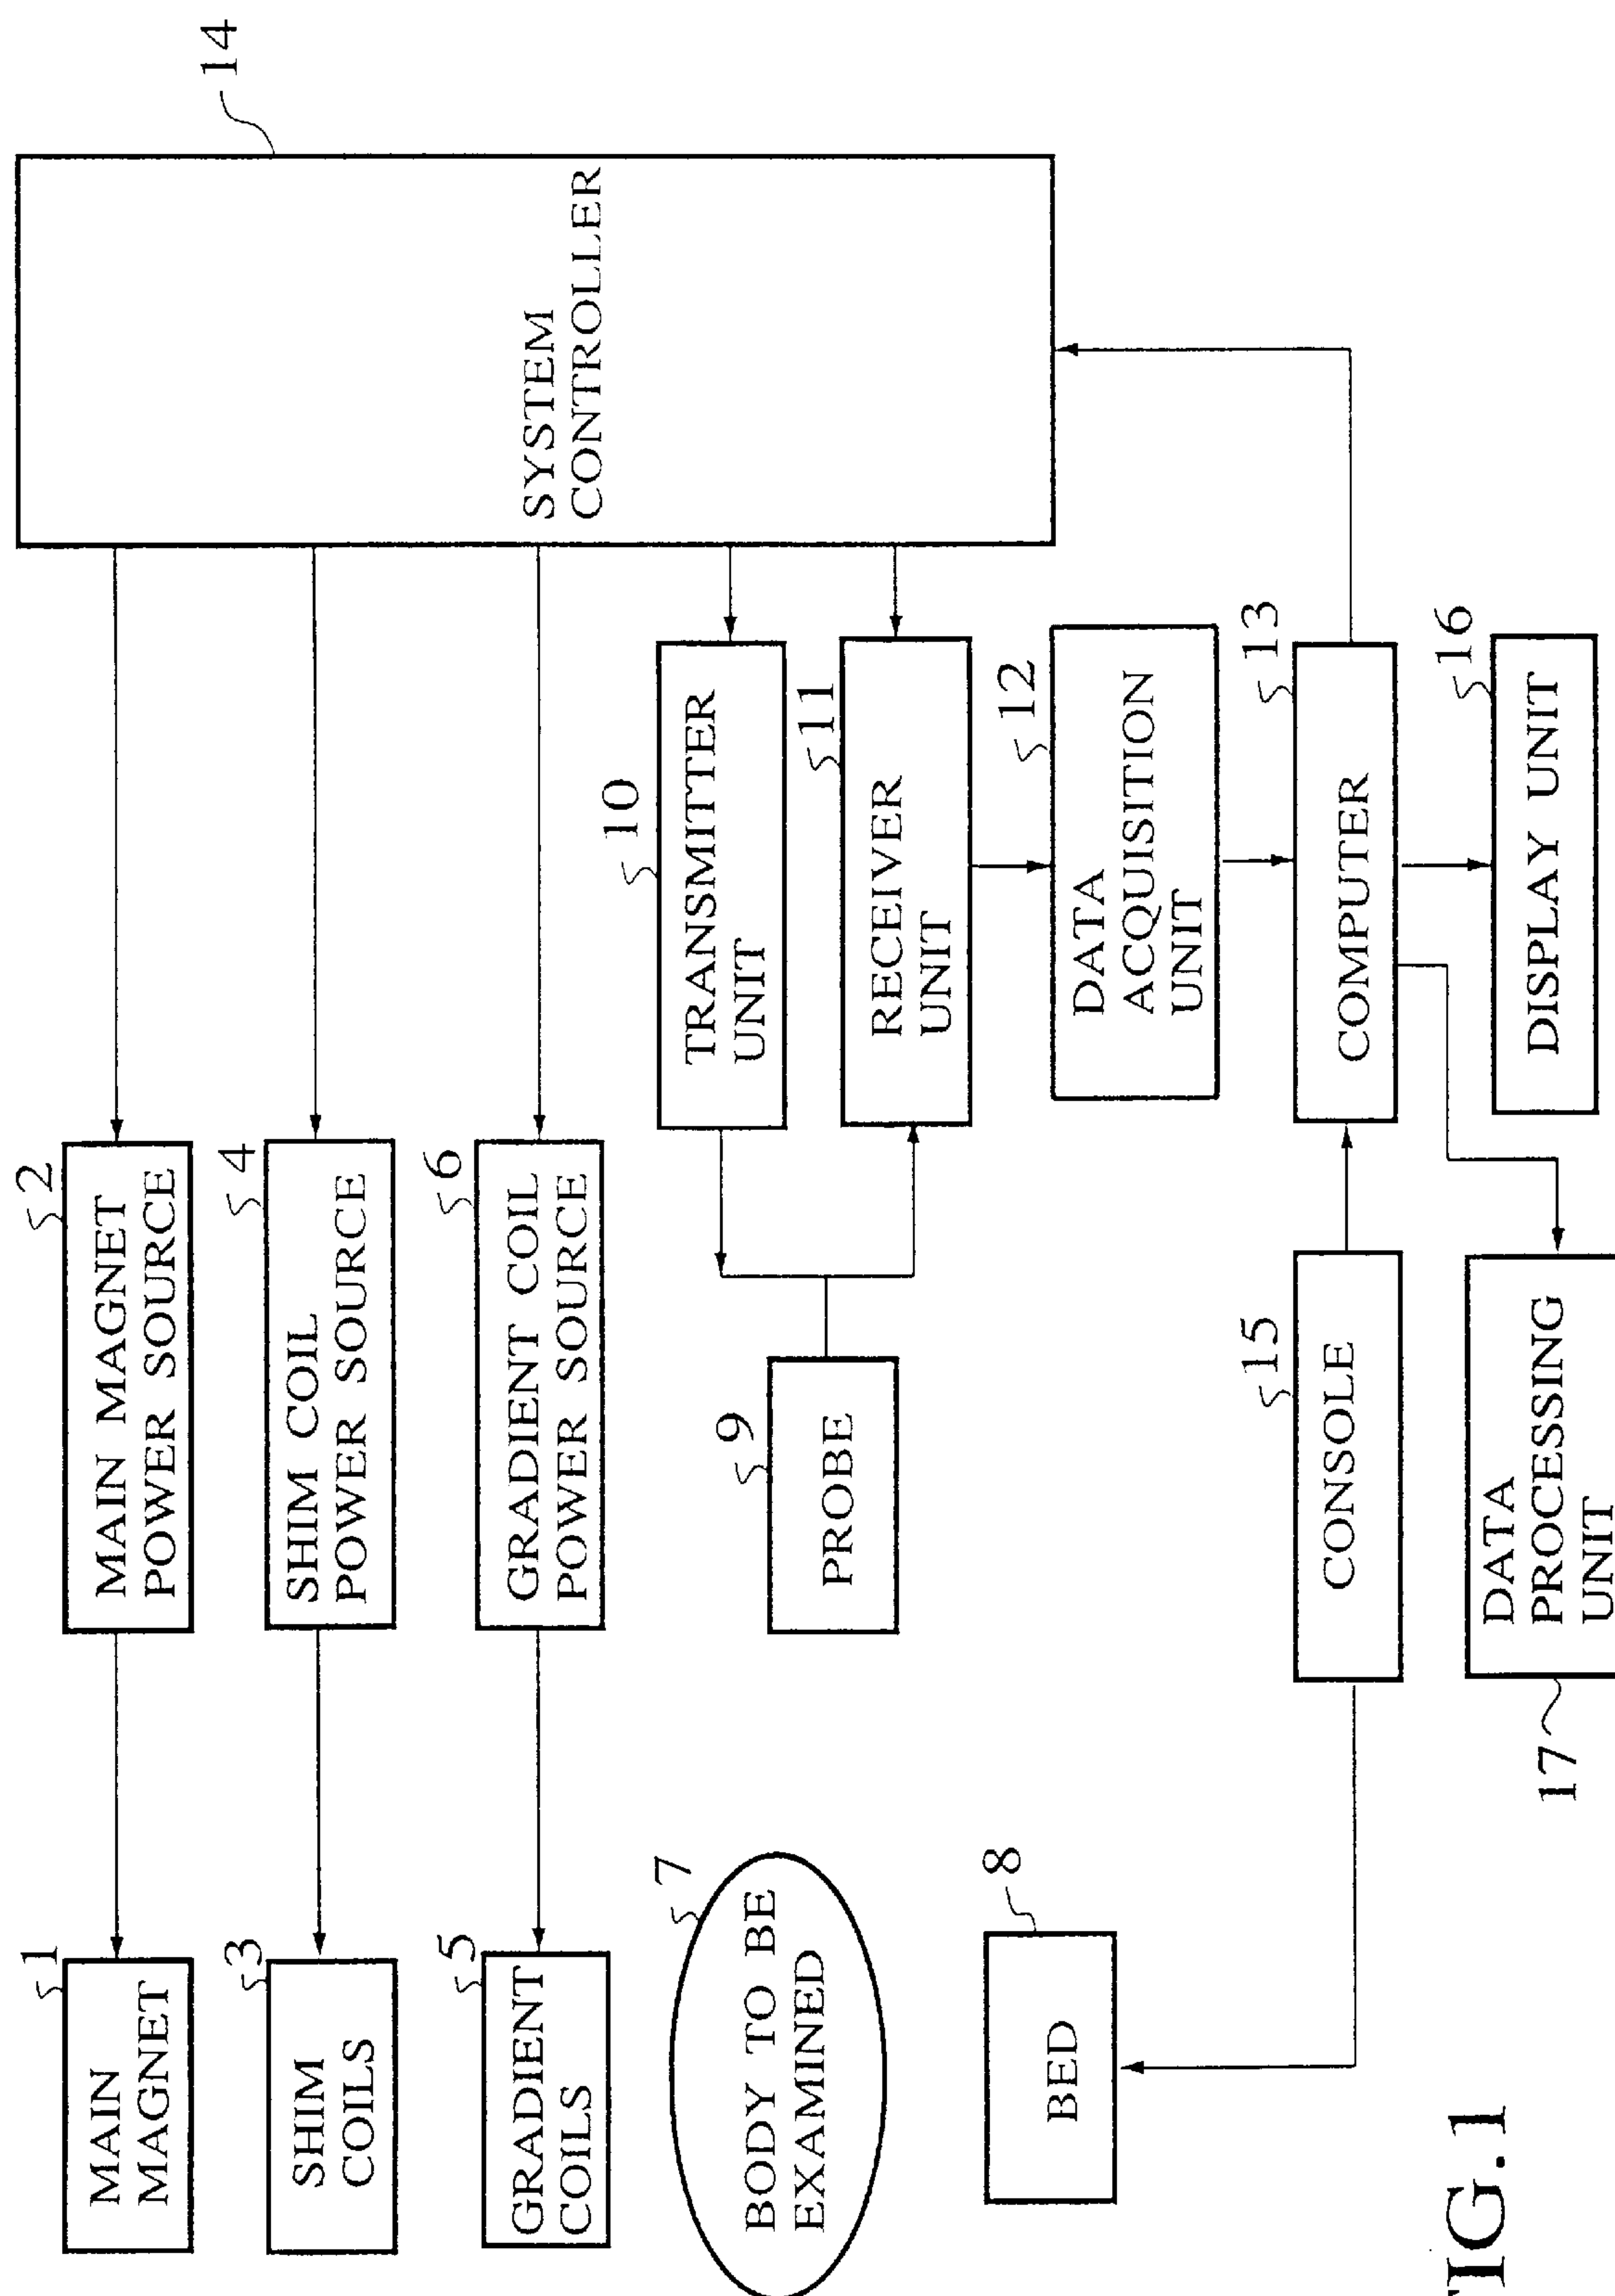 1
MAIN
MAGNET
2
MAIN MAGNET
POWER SOURCE
14
SYSTEM
CONTROLLER
3
SHIM
COILS
4
SHIM COIL
POWER SOURCE
5
GRADIENT
COILS
6
GRADIENT COIL
POWER SOURCE
7
BODY TO BE
EXAMINED
9
PROBE
10
TRANSMITTER
UNIT
11
RECEIVER
UNIT
8
BED
12
DATA
ACQUISITION
UNIT
15
CONSOLE
13
COMPUTER
17
DATA
PROCESSING
UNIT
16
DISPLAY UNIT
IG.1